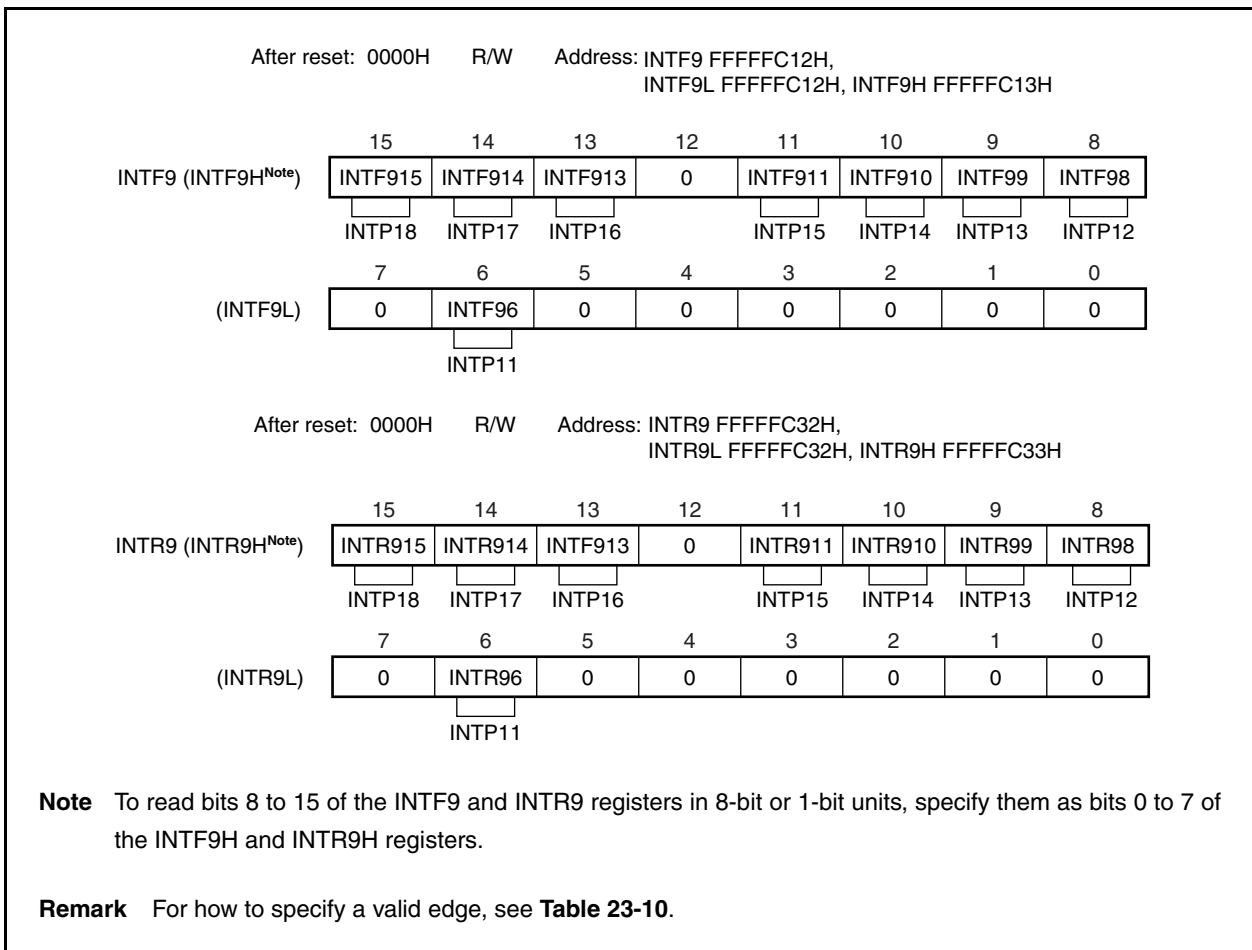 After reset: 0000H R/W Address: INTF9 FFFFFC12H,
INTF9L FFFFFC12H, INTF9H FFFFFC13H
15 14 13 12 11 10 9 8
INTF9 (INTF9HNote) INTF915 INTF914 INTF913 0 INTF911 INTF910 INTF99 INTF98
INTP18 INTP17 INTP16 INTP15 INTP14 INTP13 INTP12
7 6 5 4 3 2 1 0
(INTF9L) 0 INTF96 0 0 0 0 0 0
INTP11
After reset: 0000H R/W Address: INTR9 FFFFFC32H,
INTR9L FFFFFC32H, INTR9H FFFFFC33H
15 14 13 12 11 10 9 8
INTR9 (INTR9HNote) INTR915 INTR914 INTF913 0 INTR911 INTR910 INTR99 INTR98
INTP18 INTP17 INTP16 INTP15 INTP14 INTP13 INTP12
7 6 5 4 3 2 1 0
(INTR9L) 0 INTR96 0 0 0 0 0 0
INTP11
Note To read bits 8 to 15 of the INTF9 and INTR9 registers in 8-bit or 1-bit units, specify them as bits 0 to 7 of
the INTF9H and INTR9H registers.
Remark For how to specify a valid edge, see Table 23-10.